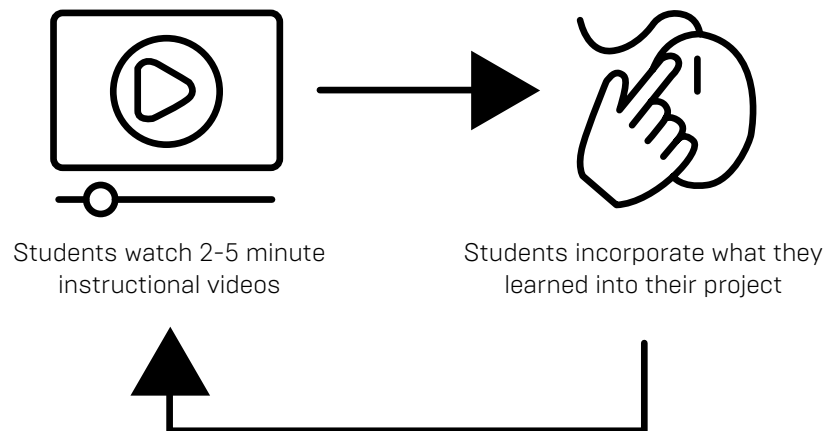 Students watch 2-5 minute
instructional videos
Students incorporate what they
learned into their project